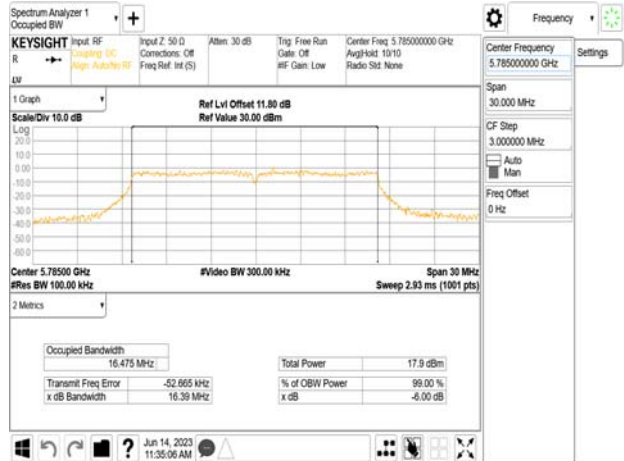 Spectrum Analyzer 1
Occupied BW
Frequency
KEYSIGHT
R
Input: RF
Coupling: DC
Align: Auto/No RF
Input Z: 50 Ω
Corrections: Off
Freq Ref: Int (S)
Atten: 30 dB
Trig: Free Run
Gate: Off
#IF Gain: Low
Center Freq: 5.785000000 GHz
Avg|Hold: 10/10
Radio Std: None
Center Frequency
5.785000000 GHz
Settings
Span
30.000 MHz
CF Step
3.000000 MHz
Auto
Man
Freq Offset
0 Hz
1 Graph
Scale/Div 10.0 dB
Ref Lvl Offset 11.80 dB
Ref Value 30.00 dBm
Log
20.0
10.0
0.00
-10.0
-20.0
-30.0
-40.0
-50.0
-60.0
Center 5.78500 GHz
#Video BW 300.00 kHz
Span 30 MHz
#Res BW 100.00 kHz
Sweep 2.93 ms (1001 pts)
2 Metrics
Occupied Bandwidth
16.475 MHz
Total Power 17.9 dBm
Transmit Freq Error -52.665 kHz
% of OBW Power 99.00 %
x dB Bandwidth 16.39 MHz
x dB -6.00 dB
?
Jun 14, 2023
11:35:06 AM